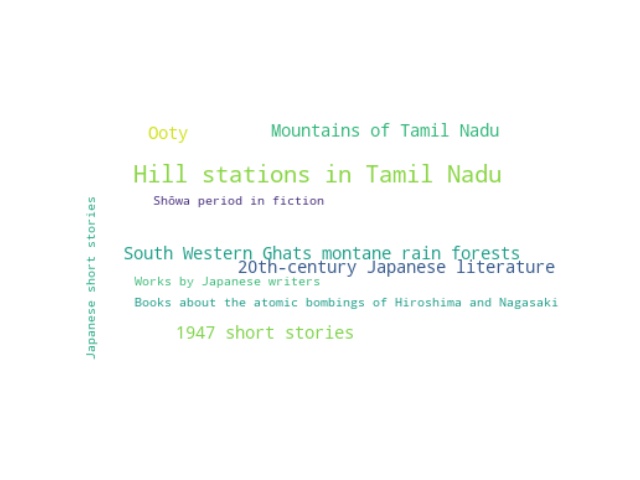 Ooty
Mountains of Tamil Nadu
Hill stations in Tamil Nadu
Shōwa period in fiction
Japanese short stories
South Western Ghats montane rain forests
20th-century Japanese literature
Works by Japanese writers
Books about the atomic bombings of Hiroshima and Nagasaki
1947 short stories